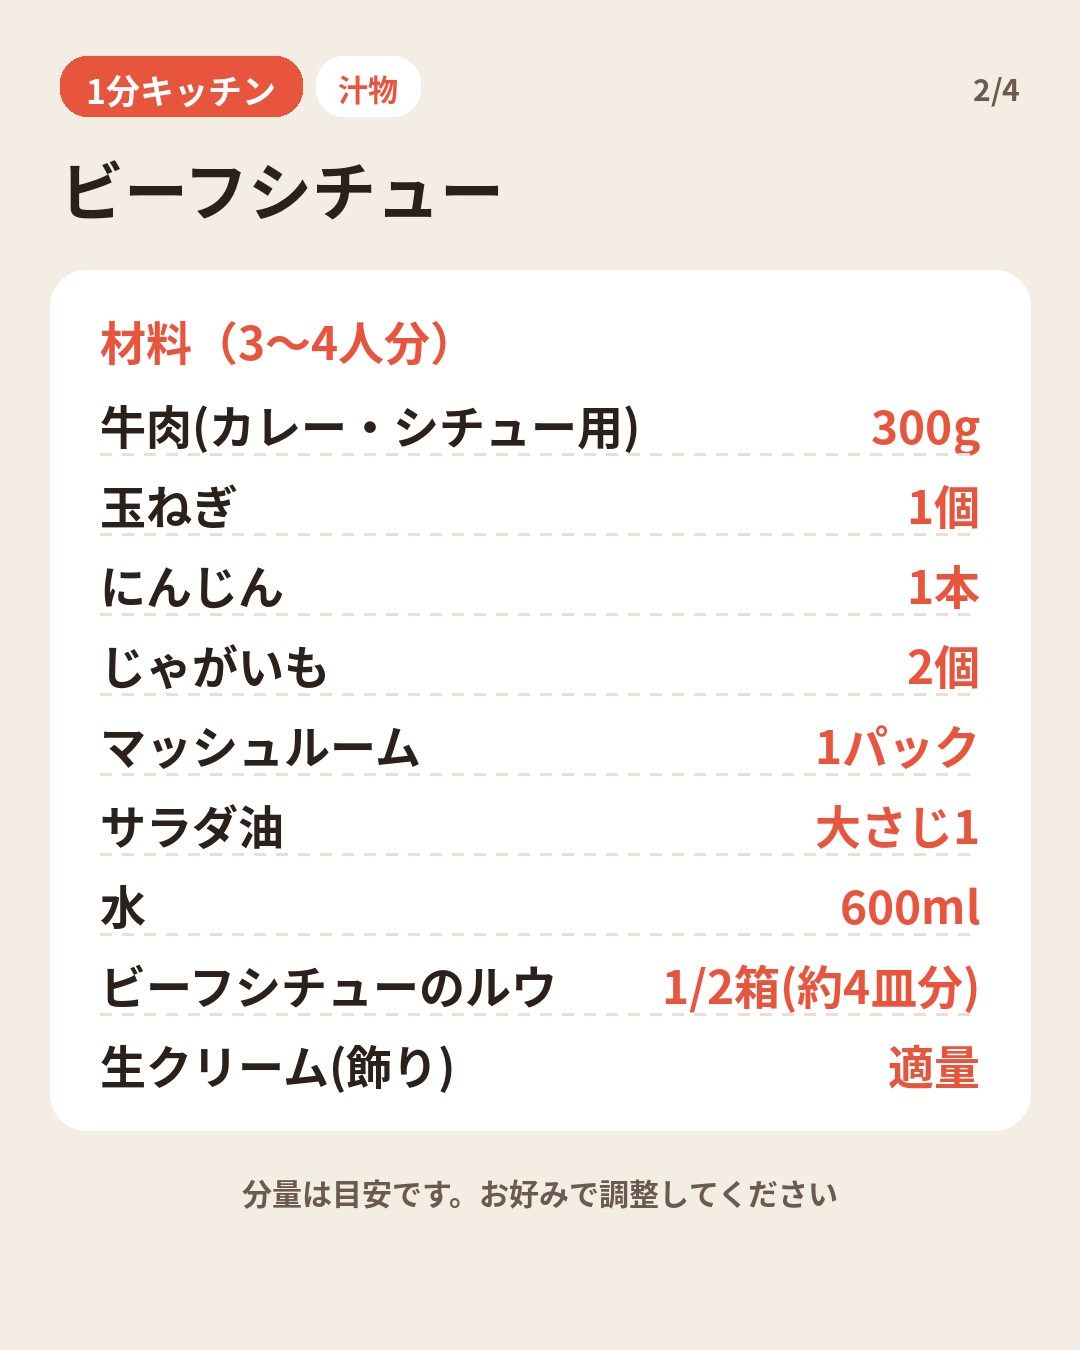 1分キッチン 汁物 2/4
ビーフシチュー
材料（3〜4人分）
牛肉(カレー・シチュー用) 300g
玉ねぎ 1個
にんじん 1本
じゃがいも 2個
マッシュルーム 1パック
サラダ油 大さじ1
水 600ml
ビーフシチューのルウ 1/2箱(約4皿分)
生クリーム(飾り) 適量
分量は目安です。お好みで調整してください